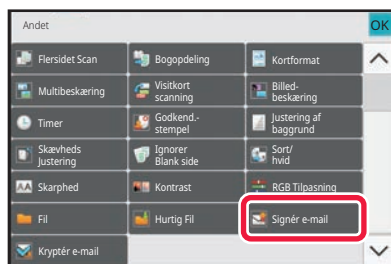 Andet
OK
Flersidet Scan
Bogopdeling
Kortformat
Multibeskæring
Visitkort
scanning
Billed-
beskæring
Timer
Godkend.-
stempel
Justering af
baggrund
Skævheds
Justering
Ignorer
Blank side
Sort/
hvid
Skarphed
Kontrast
RGB Tilpasning
Fil
Hurtig Fil
Signér e-mail
Kryptér e-mail